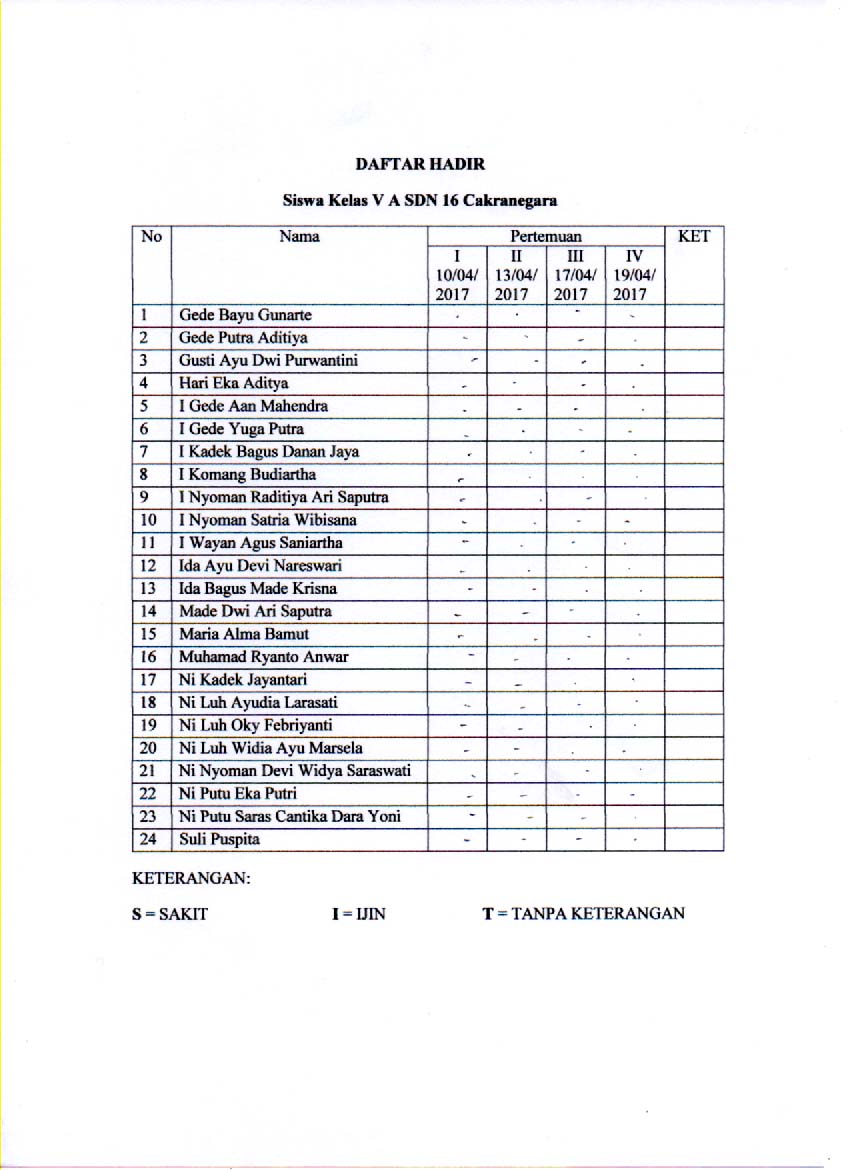 DAFTAR HADIR
Siswa Kelas V A SDN 16 Cakranegara
No Nama Pertemuan KET
I II III IV
10/04/ 13/04/ 17/04/ 19/04/
2017 2017 2017 2017
1 Gede Bayu Gunarte - - - -
2 Gede Putra Aditiya - - - -
3 Gusti Ayu Dwi Purwantini - - - -
4 Hari Eka Aditya - - - -
5 I Gede Aan Mahendra - - - -
6 I Gede Yuga Putra - - - -
7 I Kadek Bagus Danan Jaya - - - -
8 I Komang Budiartha - - - -
9 I Nyoman Raditiya Ari Saputra - - - -
10 I Nyoman Satria Wibisana - - - -
11 I Wayan Agus Saniartha - - - -
12 Ida Ayu Devi Nareswari - - - -
13 Ida Bagus Made Krisna - - - -
14 Made Dwi Ari Saputra - - - -
15 Maria Alma Bamut - - - -
16 Muhamad Ryanto Anwar - - - -
17 Ni Kadek Jayantari - - - -
18 Ni Luh Ayudia Larasati - - - -
19 Ni Luh Oky Febriyanti - - - -
20 Ni Luh Widia Ayu Marsela - - - -
21 Ni Nyoman Devi Widya Saraswati - - - -
22 Ni Putu Eka Putri - - - -
23 Ni Putu Saras Cantika Dara Yoni - - - -
24 Suli Puspita - - - -
KETERANGAN:
S = SAKIT I = IJIN T = TANPA KETERANGAN